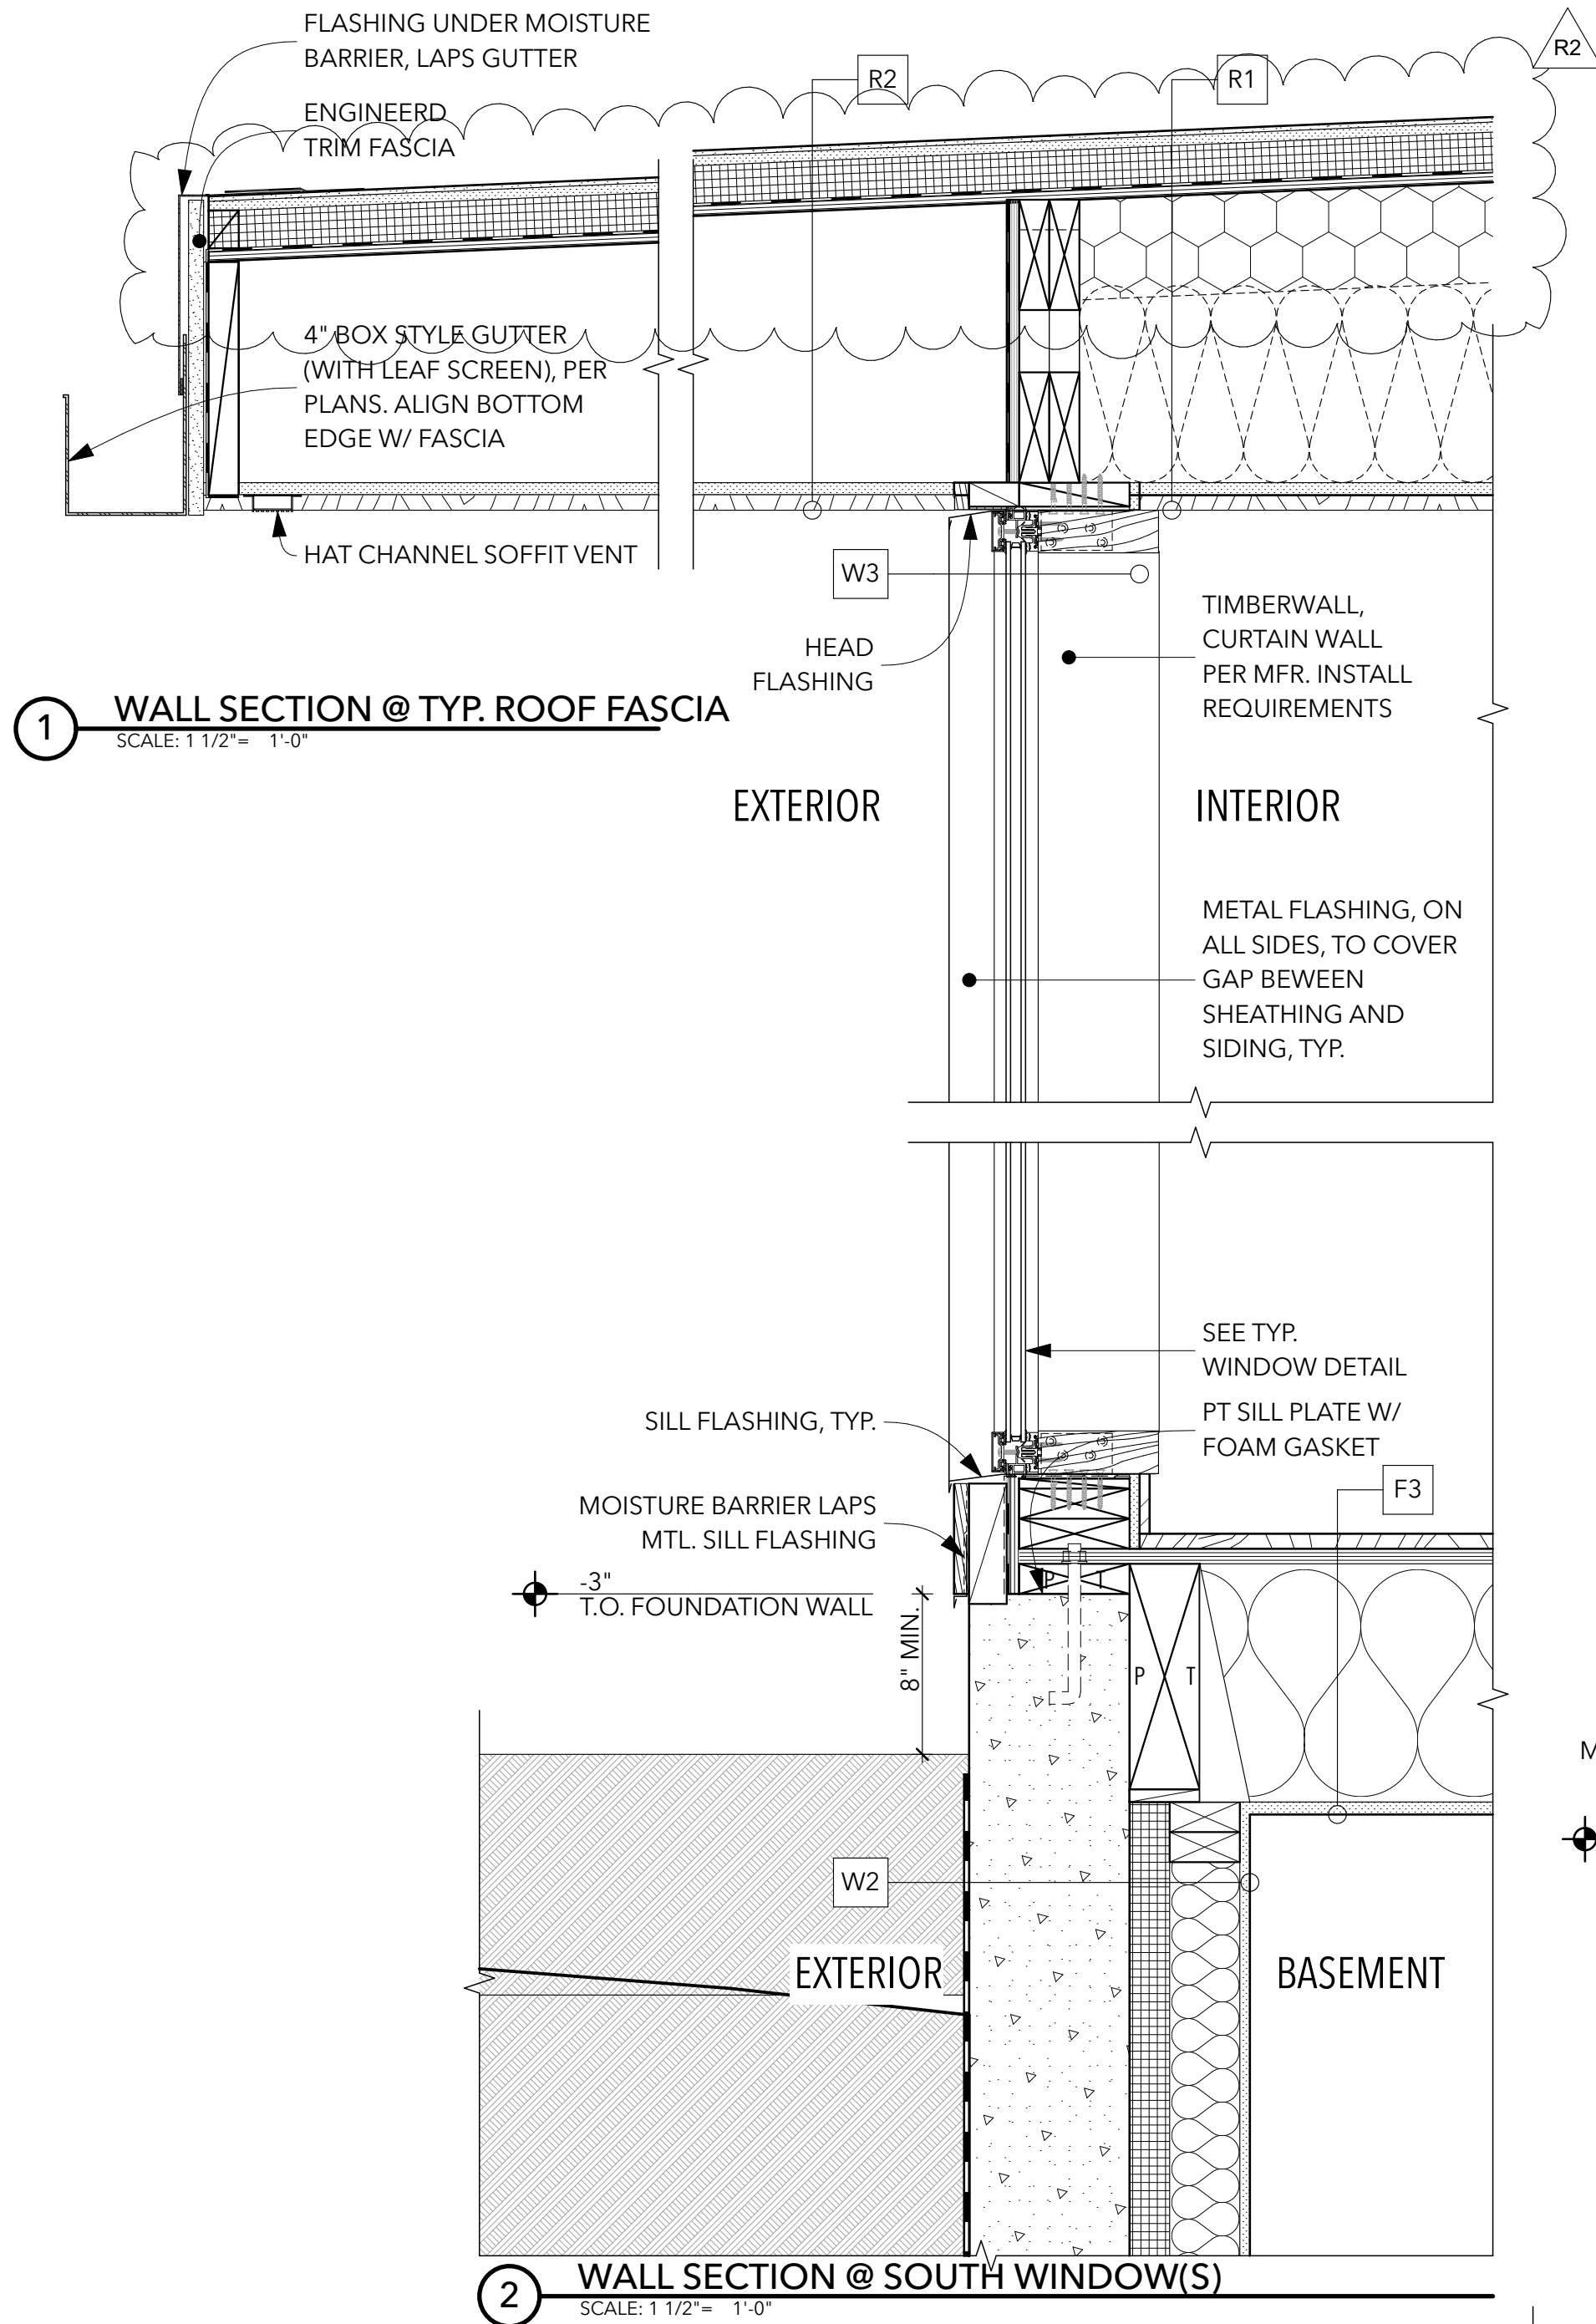 FLASHING UNDER MOISTURE
BARRIER, LAPS GUTTER
R2
R2
R1
ENGINEERD
TRIM FASCIA
4" BOX STYLE GUTTER
(WITH LEAF SCREEN), PER
PLANS. ALIGN BOTTOM
EDGE W/ FASCIA
HAT CHANNEL SOFFIT VENT
W3
HEAD
FLASHING
TIMBERWALL,
CURTAIN WALL
PER MFR. INSTALL
REQUIREMENTS
1
WALL SECTION @ TYP. ROOF FASCIA
SCALE: 1 1/2"= 1'-0"
EXTERIOR
INTERIOR
METAL FLASHING, ON
ALL SIDES, TO COVER
GAP BEWEEN
SHEATHING AND
SIDING, TYP.
SEE TYP.
WINDOW DETAIL
PT SILL PLATE W/
FOAM GASKET
SILL FLASHING, TYP.
F3
MOISTURE BARRIER LAPS
MTL. SILL FLASHING
P T
-3"
T.O. FOUNDATION WALL
8" MIN.
P T
M
W2
EXTERIOR
BASEMENT
2
WALL SECTION @ SOUTH WINDOW(S)
SCALE: 1 1/2"= 1'-0"